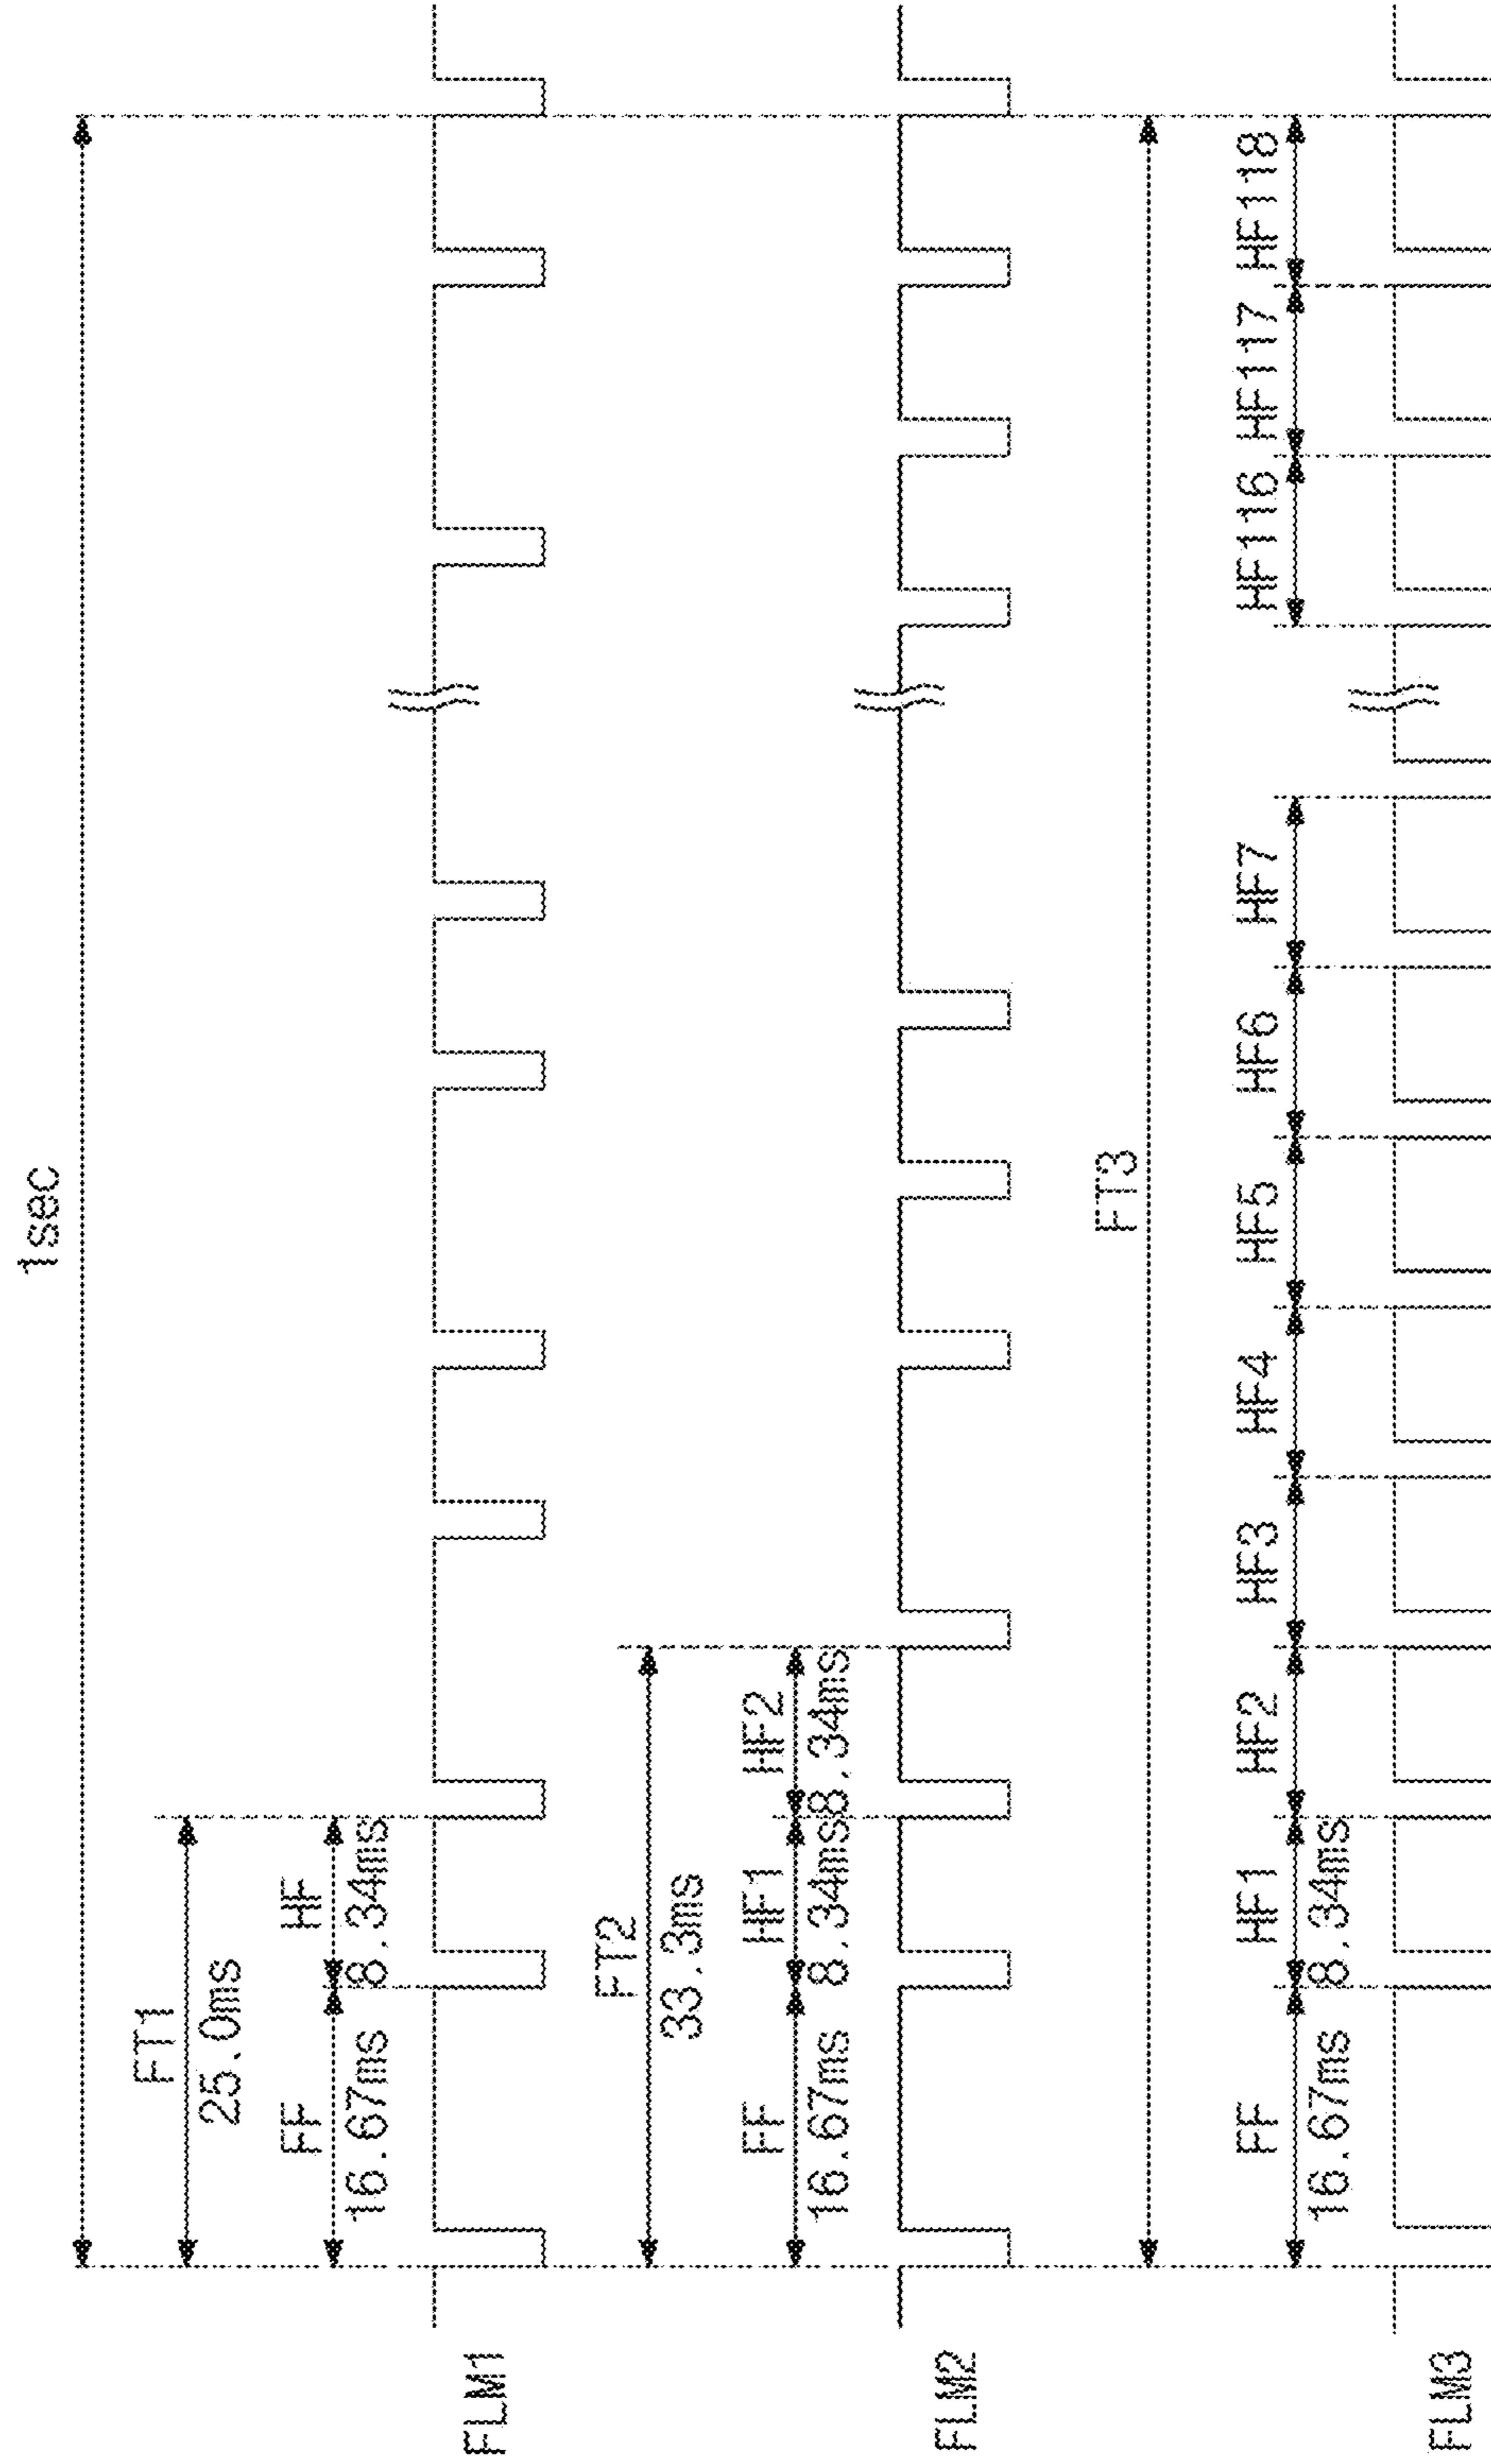 1sec
FT1
25.0ms
FF
HF
16.67ms
8.34ms
FLM1
FT2
33.3ms
FF
HF1
HF2
16.67ms
8.34ms
8.34ms
FLM2
FT3
FF
HF1
HF2
HF3
HF4
HF5
HF6
HF7
HF116
HF117
HF118
16.67ms
8.34ms
FLM3